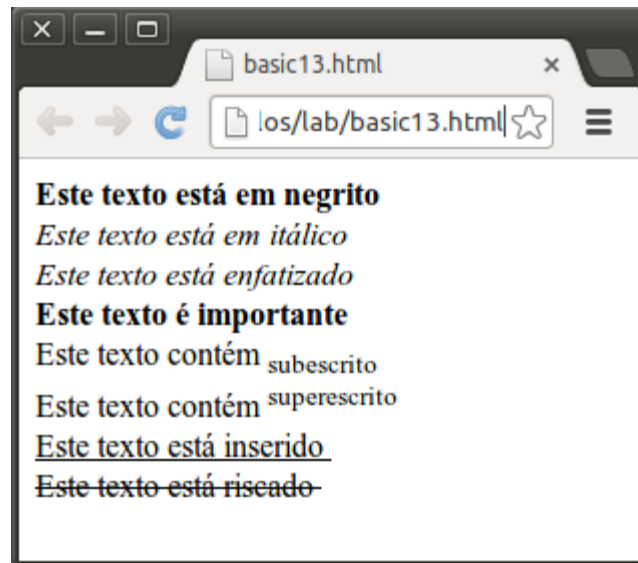 basic13.html
los/lab/basic13.html
Este texto está em negrito
Este texto está em itálico
Este texto está enfatizado
Este texto é importante
Este texto contém subescrito
Este texto contém superescrito
Este texto está inserido
Este texto está riscado